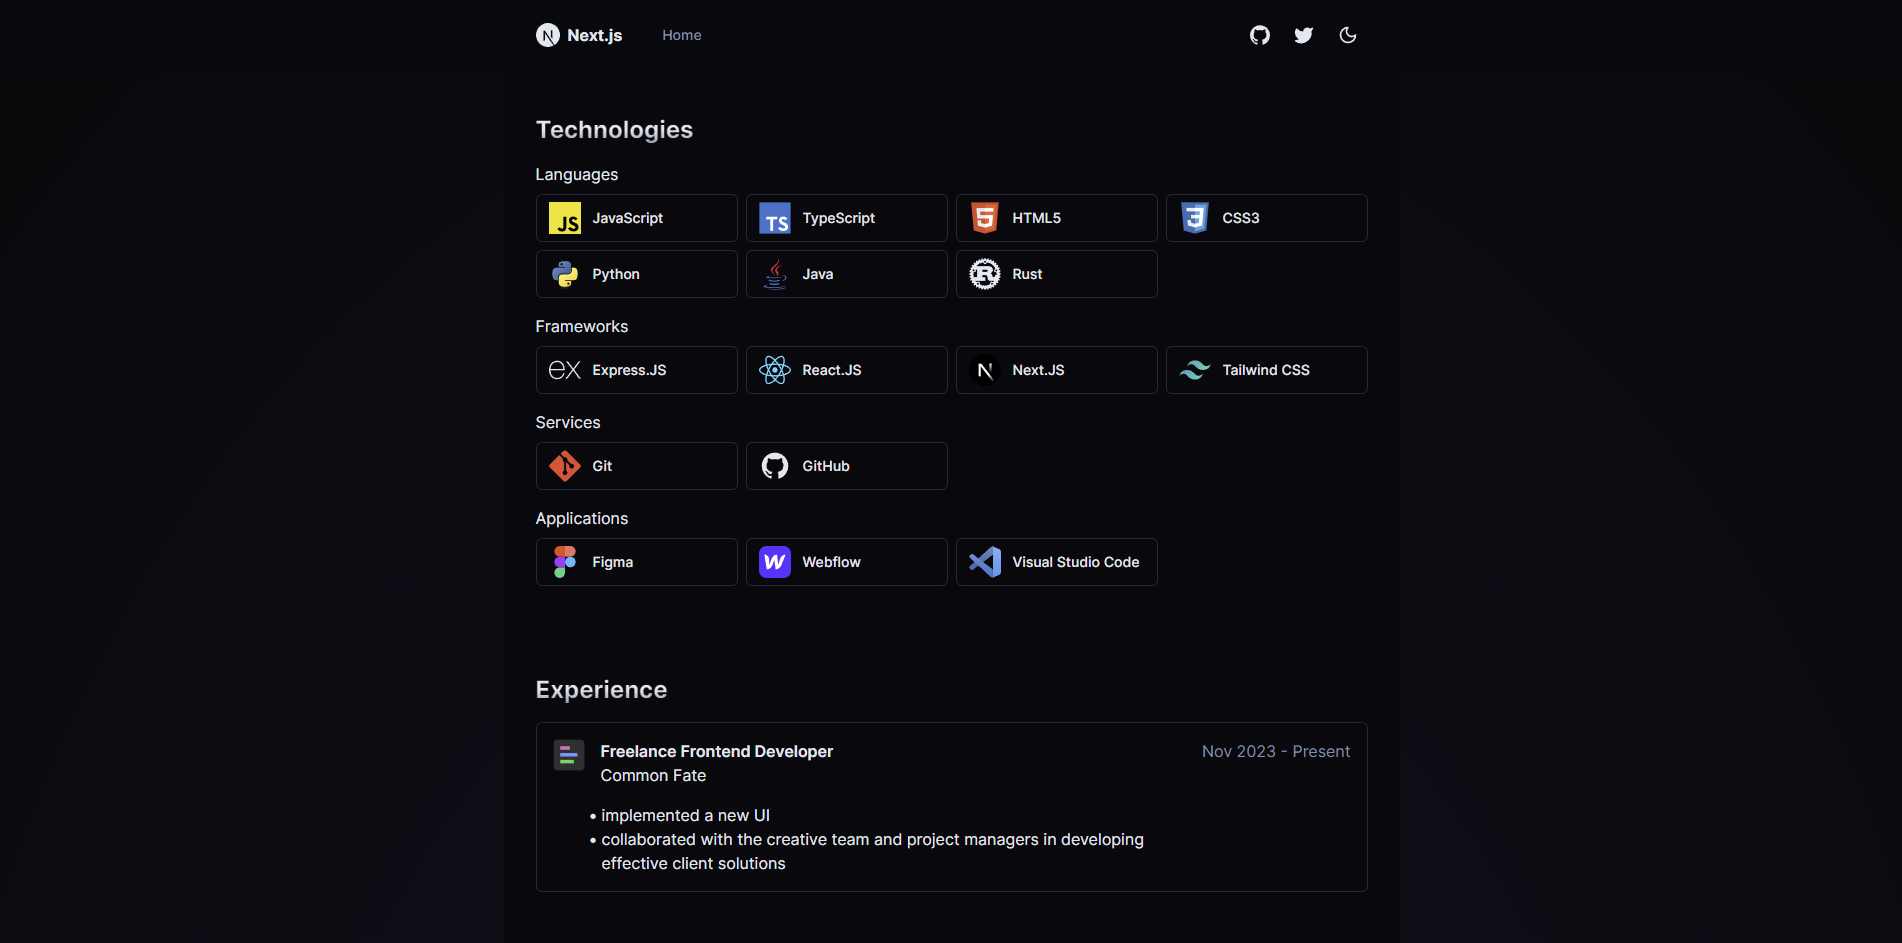 Next.js Home
Technologies
Languages
JS JavaScript TS TypeScript 5 HTML5 3 CSS3
Python Java R Rust
Frameworks
ex Express.JS React.JS N Next.JS Tailwind CSS
Services
Git GitHub
Applications
Figma W Webflow Visual Studio Code
Experience
Freelance Frontend Developer Nov 2023 - Present
Common Fate
• implemented a new UI
• collaborated with the creative team and project managers in developing
effective client solutions